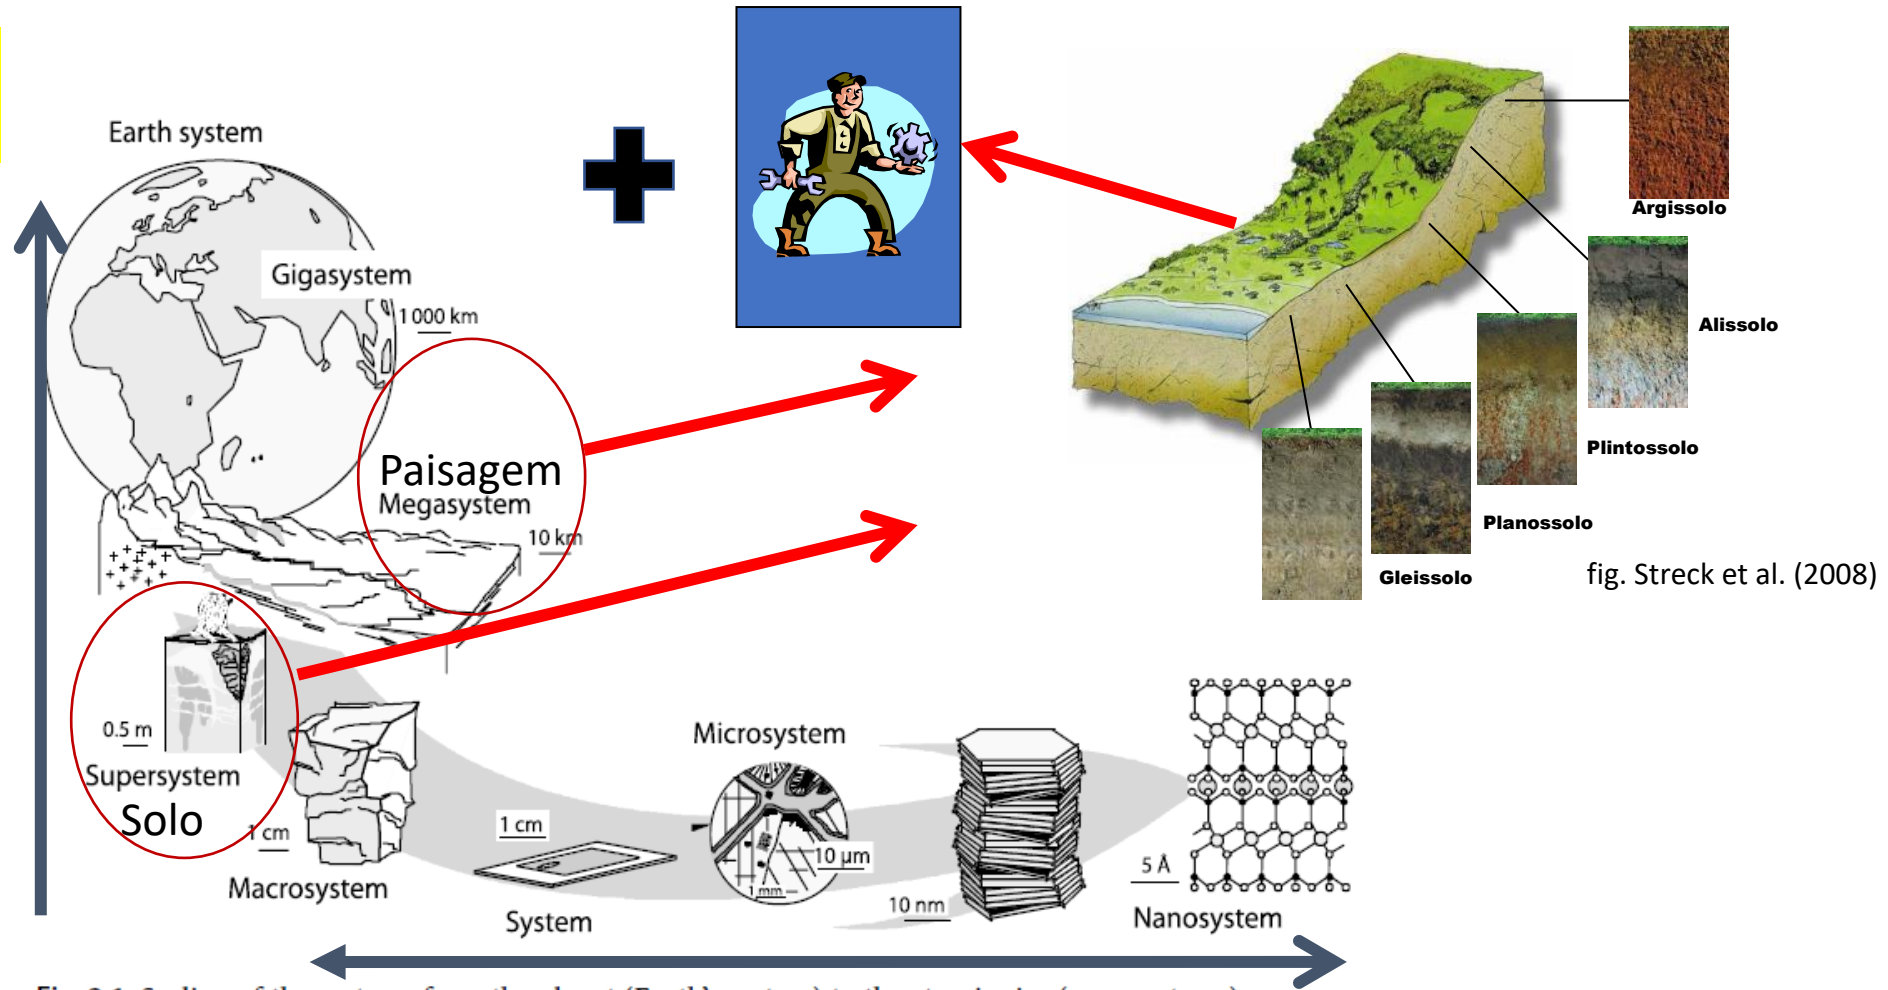 Earth system
Gigasystem
1 000 km
Paisagem
Megasystem
10 km
0.5 m
Supersystem
Solo
1 cm
Macrosystem
1 cm
System
Microsystem
10 µm
1 mm
10 nm
5 Å
Nanosystem
Argissolo
Alissolo
Plintossolo
Planossolo
Gleissolo
fig. Streck et al. (2008)